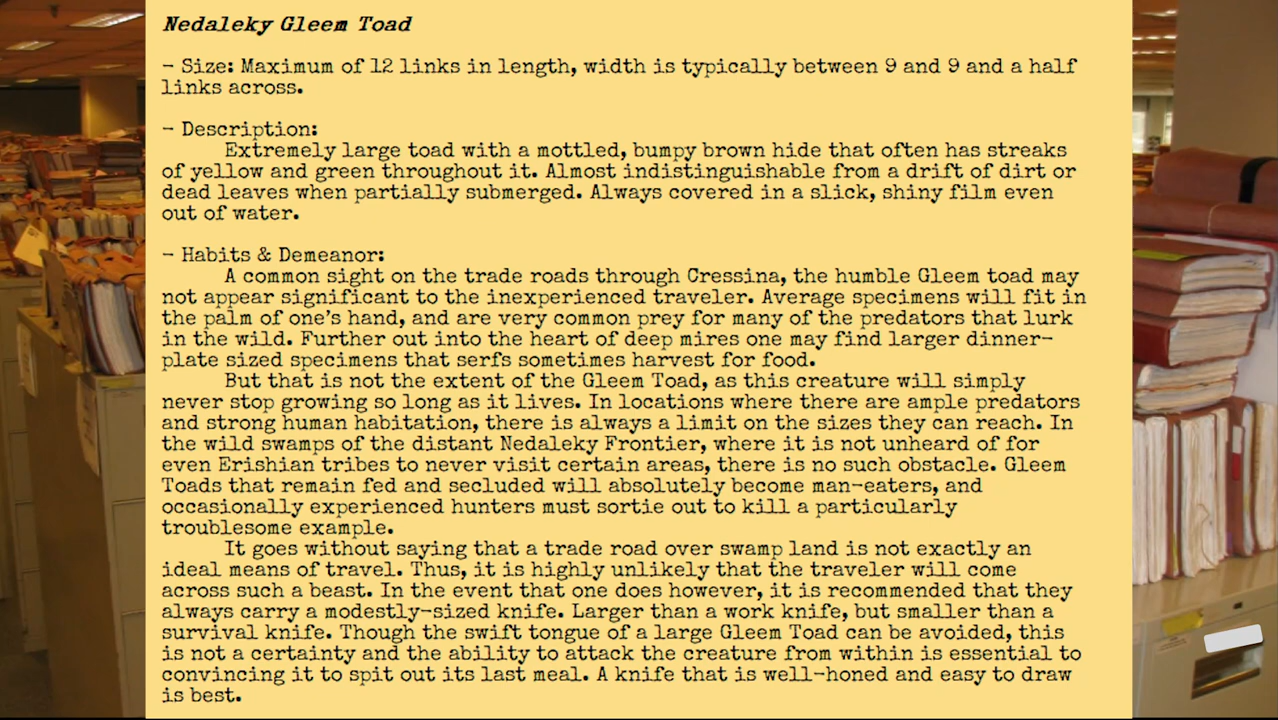 Nedaleky Gleem Toad
- Size: Maximum of 12 links in length, width is typically between 9 and 9 and a half
links across.
- Description:
Extremely large toad with a mottled, bumpy brown hide that often has streaks
of yellow and green throughout it. Almost indistinguishable from a drift of dirt or
dead leaves when partially submerged. Always covered in a slick, shiny film even
out of water.
- Habits & Demeanor:
A common sight on the trade roads through Cressina, the humble Gleem toad may
not appear significant to the inexperienced traveler. Average specimens will fit in
the palm of one's hand, and are very common prey for many of the predators that lurk
in the wild. Further out into the heart of deep mires one may find larger dinner-
plate sized specimens that serfs sometimes harvest for food.
But that is not the extent of the Gleem Toad, as this creature will simply
never stop growing so long as it lives. In locations where there are ample predators
and strong human habitation, there is always a limit on the sizes they can reach. In
the wild swamps of the distant Nedaleky Frontier, where it is not unheard of for
even Erishian tribes to never visit certain areas, there is no such obstacle. Gleem
Toads that remain fed and secluded will absolutely become man-eaters, and
occasionally experienced hunters must sortie out to kill a particularly
troublesome example.
It goes without saying that a trade road over swamp land is not exactly an
ideal means of travel. Thus, it is highly unlikely that the traveler will come
across such a beast. In the event that one does however, it is recommended that they
always carry a modestly-sized knife. Larger than a work knife, but smaller than a
survival knife. Though the swift tongue of a large Gleem Toad can be avoided, this
is not a certainty and the ability to attack the creature from within is essential to
convincing it to spit out its last meal. A knife that is well-honed and easy to draw
is best.